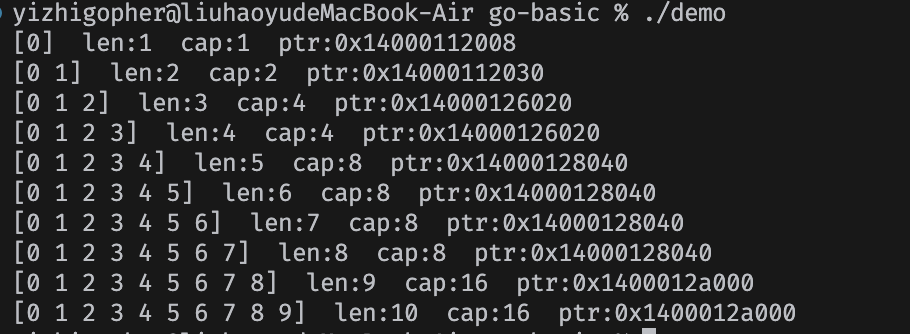 yizhigopher@liuhaoyudeMacBook-Air go-basic % ./demo
[0]  len:1  cap:1  ptr:0x14000112008
[0 1]  len:2  cap:2  ptr:0x14000112030
[0 1 2]  len:3  cap:4  ptr:0x14000126020
[0 1 2 3]  len:4  cap:4  ptr:0x14000126020
[0 1 2 3 4]  len:5  cap:8  ptr:0x14000128040
[0 1 2 3 4 5]  len:6  cap:8  ptr:0x14000128040
[0 1 2 3 4 5 6]  len:7  cap:8  ptr:0x14000128040
[0 1 2 3 4 5 6 7]  len:8  cap:8  ptr:0x14000128040
[0 1 2 3 4 5 6 7 8]  len:9  cap:16  ptr:0x1400012a000
[0 1 2 3 4 5 6 7 8 9]  len:10  cap:16  ptr:0x1400012a000